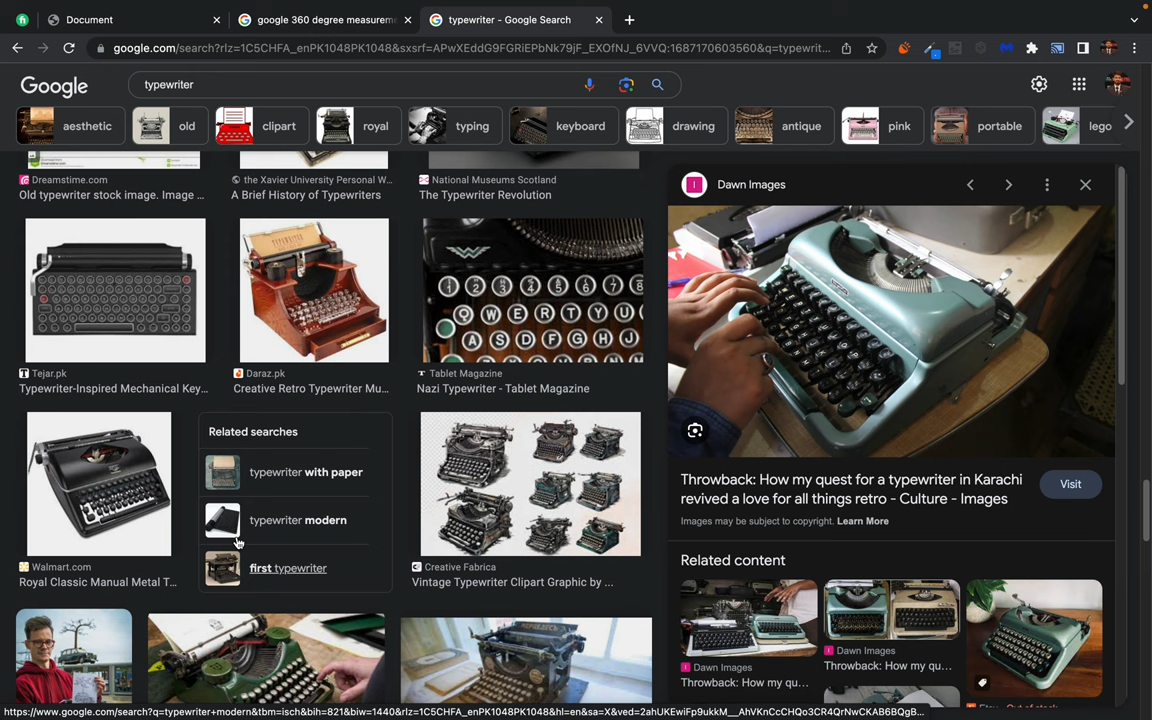 Document
google 360 degree measurem
typewriter - Google Search
google.com/search?rlz=1C5CHFA_enPK1048PK1048&sxsrf=APwXEddG9FGRiEPbNk79jF_EXOfNJ_6VVQ:1687170603560&q=typewrit...
Google
typewriter
aesthetic
old
clipart
royal
typing
keyboard
drawing
antique
pink
portable
lego
Dreamstime.com
Old typewriter stock image. Image ...
the Xavier University Personal W...
A Brief History of Typewriters
National Museums Scotland
The Typewriter Revolution
Tejar.pk
Typewriter-Inspired Mechanical Key...
Daraz.pk
Creative Retro Typewriter Mu...
Tablet Magazine
Nazi Typewriter - Tablet Magazine
Related searches
typewriter with paper
typewriter modern
first typewriter
Walmart.com
Royal Classic Manual Metal T...
Creative Fabrica
Vintage Typewriter Clipart Graphic by ...
Dawn Images
Throwback: How my quest for a typewriter in Karachi
revived a love for all things retro - Culture - Images
Visit
Images may be subject to copyright. Learn More
Related content
Dawn Images
Throwback: How my qu...
Dawn Images
Throwback: How my qu...
https://www.google.com/search?q=typewriter+modern&tbm=isch&bih=821&biw=1440&rlz=1C5CHFA_enPK1048PK1048&hl=en&sa=X&ved=2ahUKEwiFp9ukkM__AhVKnCcCHQo3CR4QrNwCKAB6BQgB...